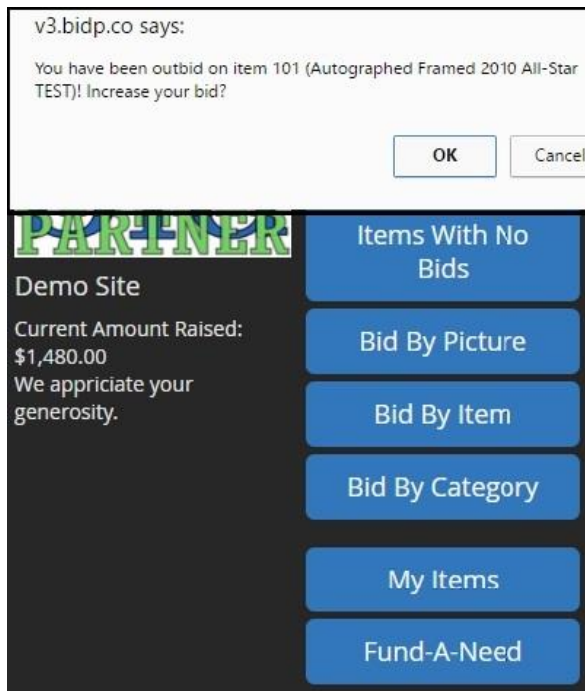 v3.bidp.co says:
You have been outbid on item 101 (Autographed Framed 2010 All-Star
TEST)! Increase your bid?
OK
Cancel
PARTNER
Demo Site
Current Amount Raised:
$1,480.00
We appriciate your
generosity.
Items With No
Bids
Bid By Picture
Bid By Item
Bid By Category
My Items
Fund-A-Need